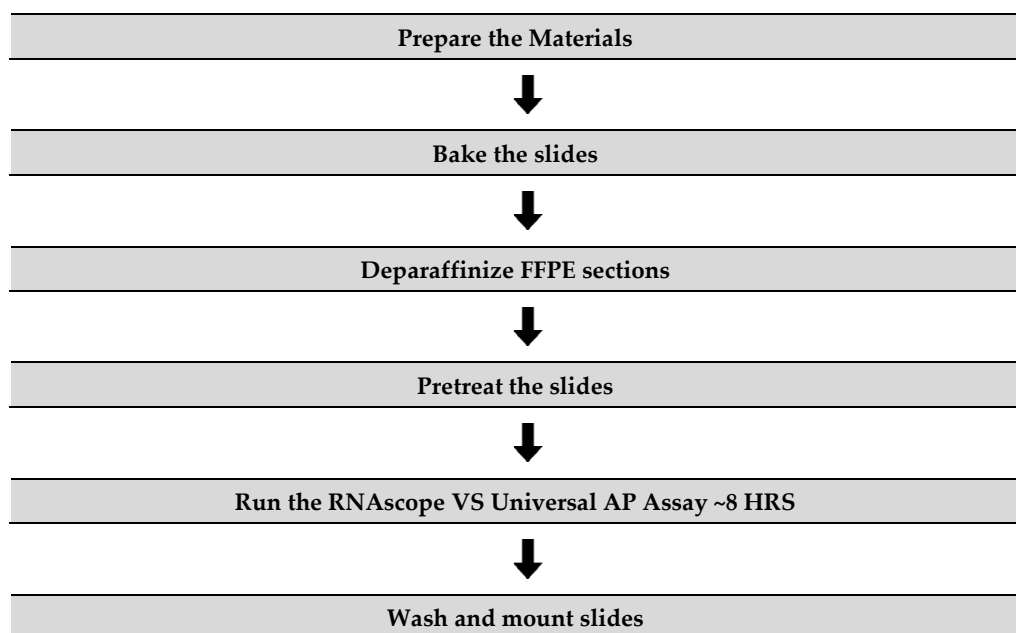 Prepare the Materials
Bake the slides
Deparaffinize FFPE sections
Pretreat the slides
Run the RNAscope VS Universal AP Assay ~8 HRS
Wash and mount slides